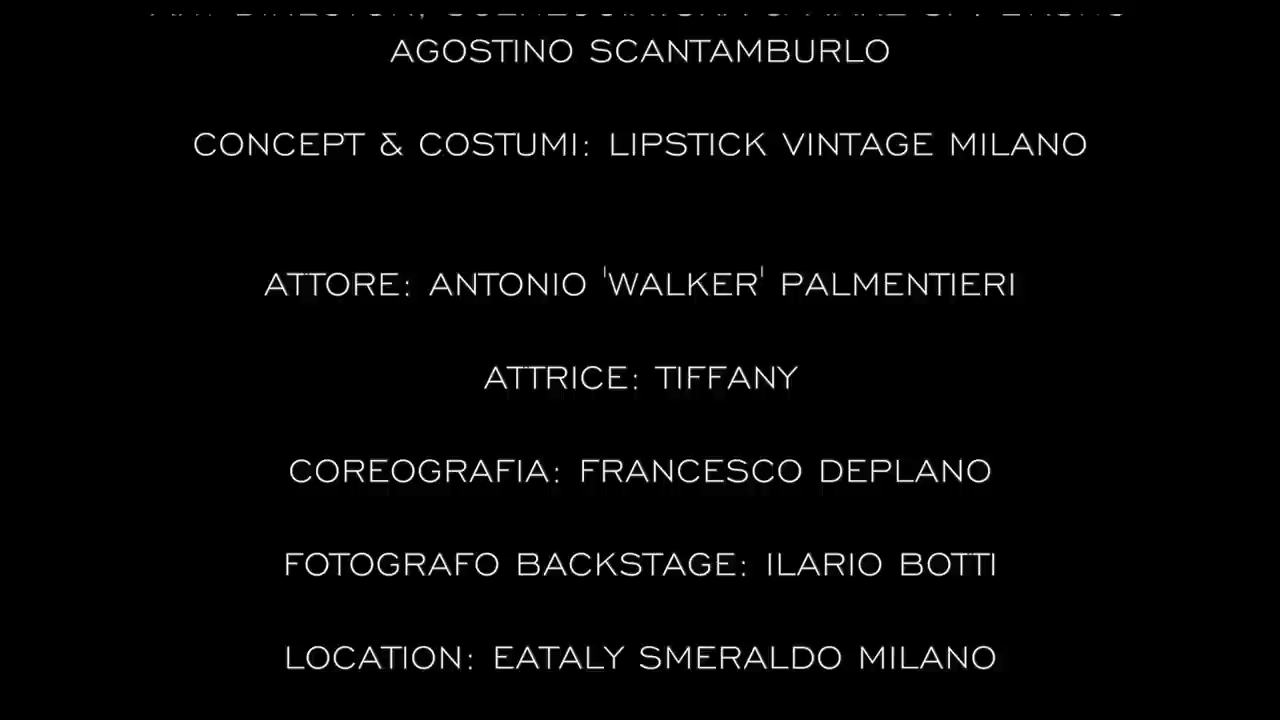 AGOSTINO SCANTAMBURLO
CONCEPT & COSTUMI: LIPSTICK VINTAGE MILANO
ATTORE: ANTONIO 'WALKER' PALMENTIERI
ATTRICE: TIFFANY
COREOGRAFIA: FRANCESCO DEPLANO
FOTOGRAFO BACKSTAGE: ILARIO BOTTI
LOCATION: EATALY SMERALDO MILANO